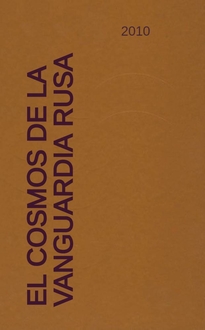 2010
EL COSMOS DE LA
VANGUARDIA RUSA